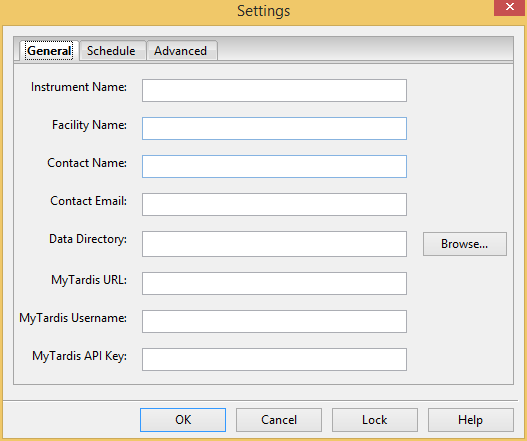 Settings
General Schedule Advanced
Instrument Name:
Facility Name:
Contact Name:
Contact Email:
Data Directory: Browse...
MyTardis URL:
MyTardis Username:
MyTardis API Key:
OK Cancel Lock Help